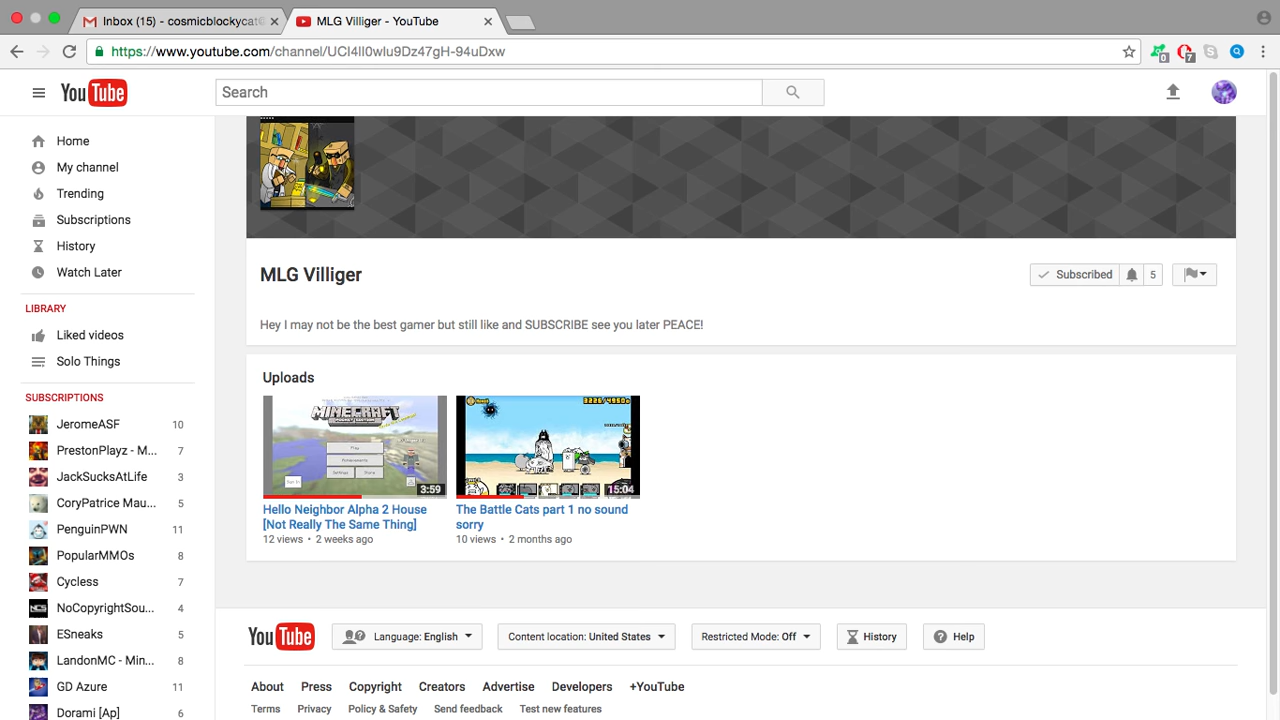 Inbox (15) - cosmicblockycat
MLG Villiger - YouTube
https://www.youtube.com/channel/UCI4lI0wlu9Dz47gH-94uDxw
0
7
YouTube
Search
Home
My channel
Trending
Subscriptions
History
Watch Later
LIBRARY
Liked videos
Solo Things
SUBSCRIPTIONS
JeromeASF 10
PrestonPlayz - M... 7
JackSucksAtLife 3
CoryPatrice Mau... 5
PenguinPWN 11
PopularMMOs 8
Cycless 7
NoCopyrightSou... 4
ESneaks 5
LandonMC - Min... 8
GD Azure 11
Dorami [Ap] 6
MLG Villiger
Subscribed 5
Hey I may not be the best gamer but still like and SUBSCRIBE see you later PEACE!
Uploads
MINECRAFT
Play
Achievements
Settings
Skins
3:59
Hello Neighbor Alpha 2 House
[Not Really The Same Thing]
12 views • 2 weeks ago
15:04
The Battle Cats part 1 no sound
sorry
10 views • 2 months ago
YouTube
Language: English
Content location: United States
Restricted Mode: Off
History
Help
About Press Copyright Creators Advertise Developers +YouTube
Terms Privacy Policy & Safety Send feedback Test new features